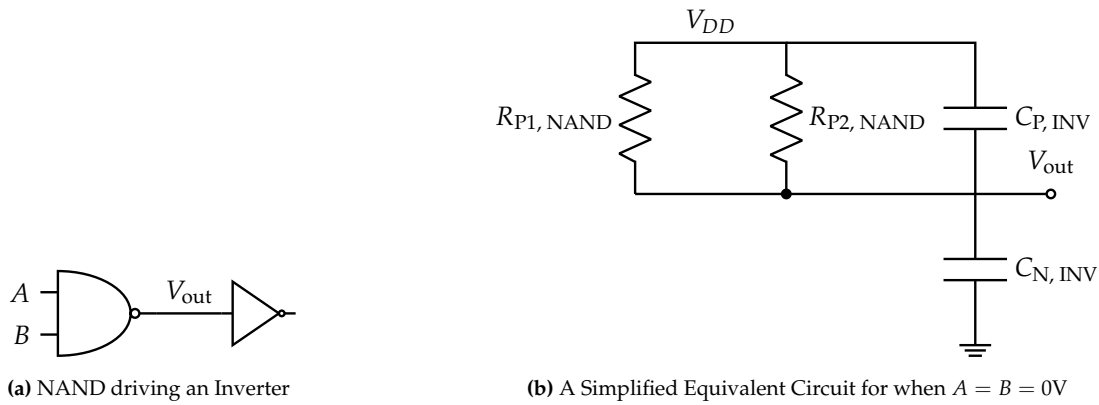 V_DD
R_P1, NAND
R_P2, NAND
C_P, INV
V_out
C_N, INV
A
B
V_out
(a) NAND driving an Inverter
(b) A Simplified Equivalent Circuit for when A = B = 0V